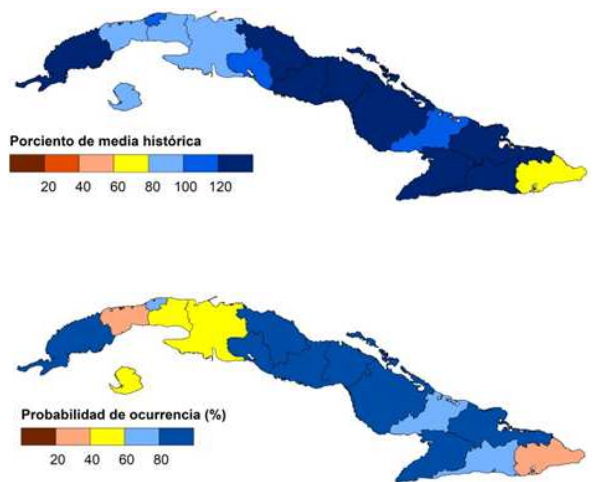 Porciento de media histórica
20 60 100
40 80 120
Probabilidad de ocurrencia (%)
20 40 60 80